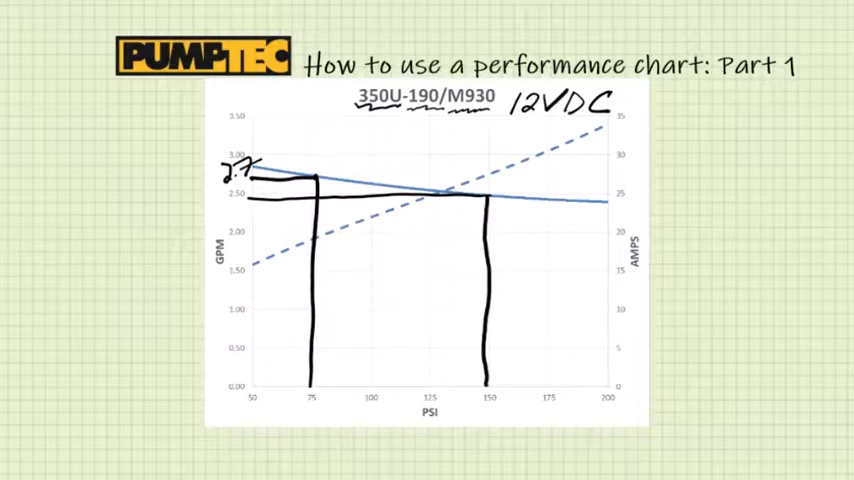 PUMPTEC How to use a performance chart: Part 1
350U-190/M930 12VDC
3.50 35
3.00 30
2.7
2.50 25
2.00 20
GPM AMPS
1.50 15
1.00 10
0.50 5
0.00 0
50 75 100 125 150 175 200
PSI